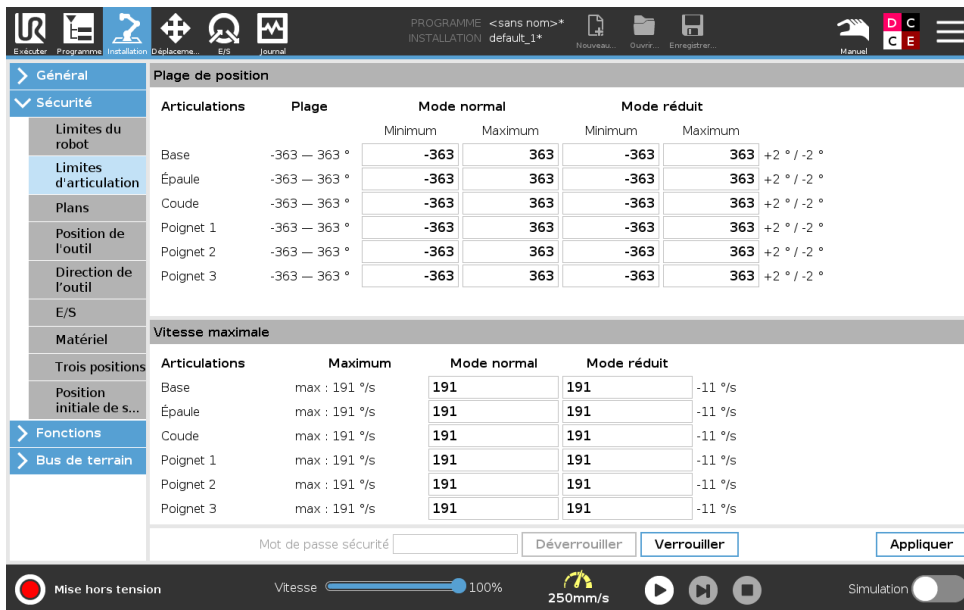 PROGRAMME <sans nom>*
INSTALLATION default_1*
Exécuter Programme Installation Déplaceme... E/S Journal Nouveau... Ouvrir... Enregistrer... Manuel
D C
C E
Général
Sécurité
Limites du
robot
Limites
d'articulation
Plans
Position de
l'outil
Direction de
l'outil
E/S
Matériel
Trois positions
Position
initiale de s...
Fonctions
Bus de terrain
Plage de position
Articulations Plage Mode normal Mode réduit
Minimum Maximum Minimum Maximum
Base -363 — 363 ° -363 363 -363 363 +2 ° / -2 °
Épaule -363 — 363 ° -363 363 -363 363 +2 ° / -2 °
Coude -363 — 363 ° -363 363 -363 363 +2 ° / -2 °
Poignet 1 -363 — 363 ° -363 363 -363 363 +2 ° / -2 °
Poignet 2 -363 — 363 ° -363 363 -363 363 +2 ° / -2 °
Poignet 3 -363 — 363 ° -363 363 -363 363 +2 ° / -2 °
Vitesse maximale
Articulations Maximum Mode normal Mode réduit
Base max : 191 °/s 191 191 -11 °/s
Épaule max : 191 °/s 191 191 -11 °/s
Coude max : 191 °/s 191 191 -11 °/s
Poignet 1 max : 191 °/s 191 191 -11 °/s
Poignet 2 max : 191 °/s 191 191 -11 °/s
Poignet 3 max : 191 °/s 191 191 -11 °/s
Mot de passe sécurité Déverrouiller Verrouiller Appliquer
Mise hors tension Vitesse 100% 250mm/s Simulation